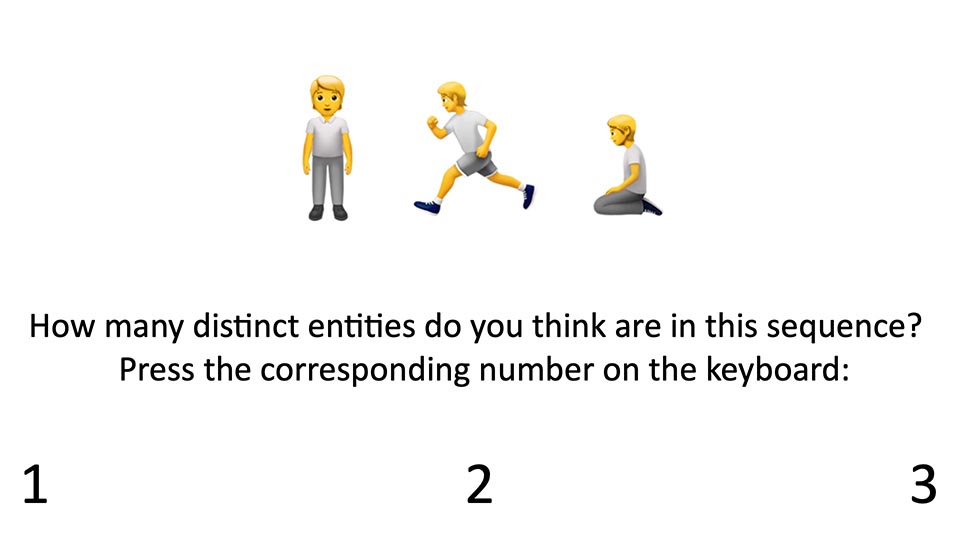 How many distinct entities do you think are in this sequence?
Press the corresponding number on the keyboard:
1 2 3